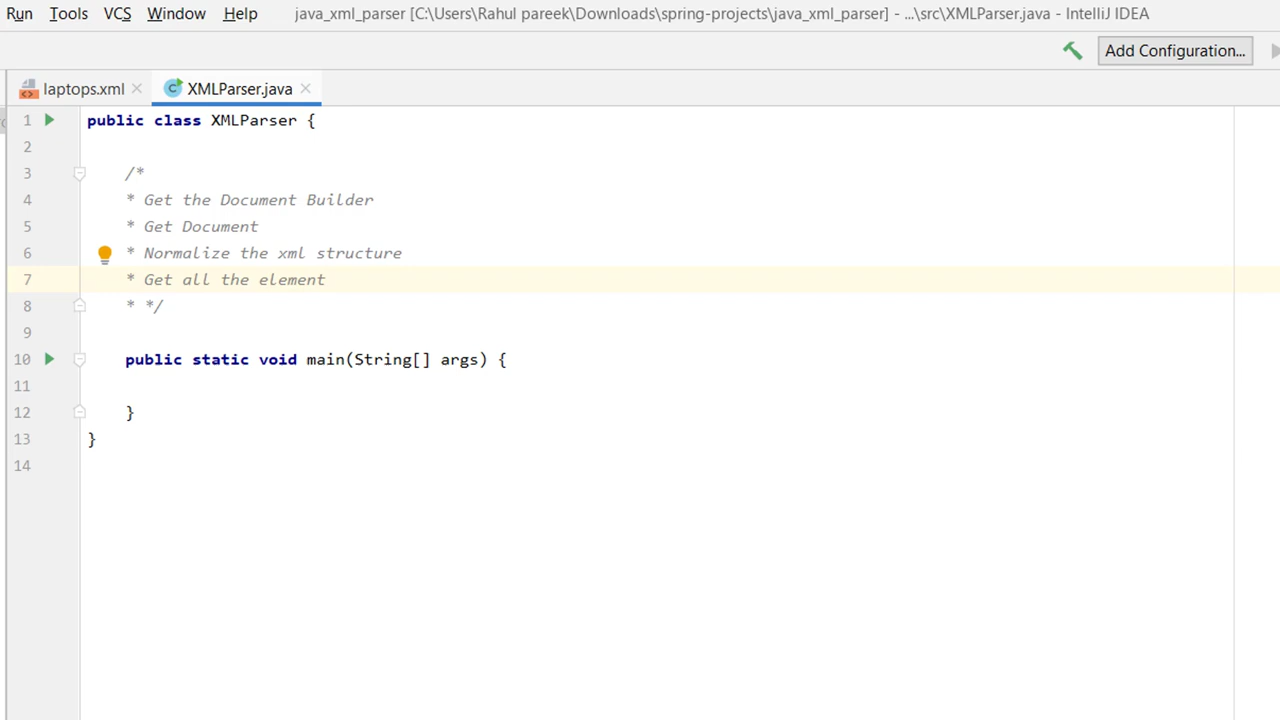 Run Tools VCS Window Help java_xml_parser [C:\Users\Rahul pareek\Downloads\spring-projects\java_xml_parser] - ...\src\XMLParser.java - IntelliJ IDEA
Add Configuration...
laptops.xml XMLParser.java
1 public class XMLParser {
2
3 /*
4 * Get the Document Builder
5 * Get Document
6 * Normalize the xml structure
7 * Get all the element
8 * */
9
10 public static void main(String[] args) {
11
12 }
13 }
14